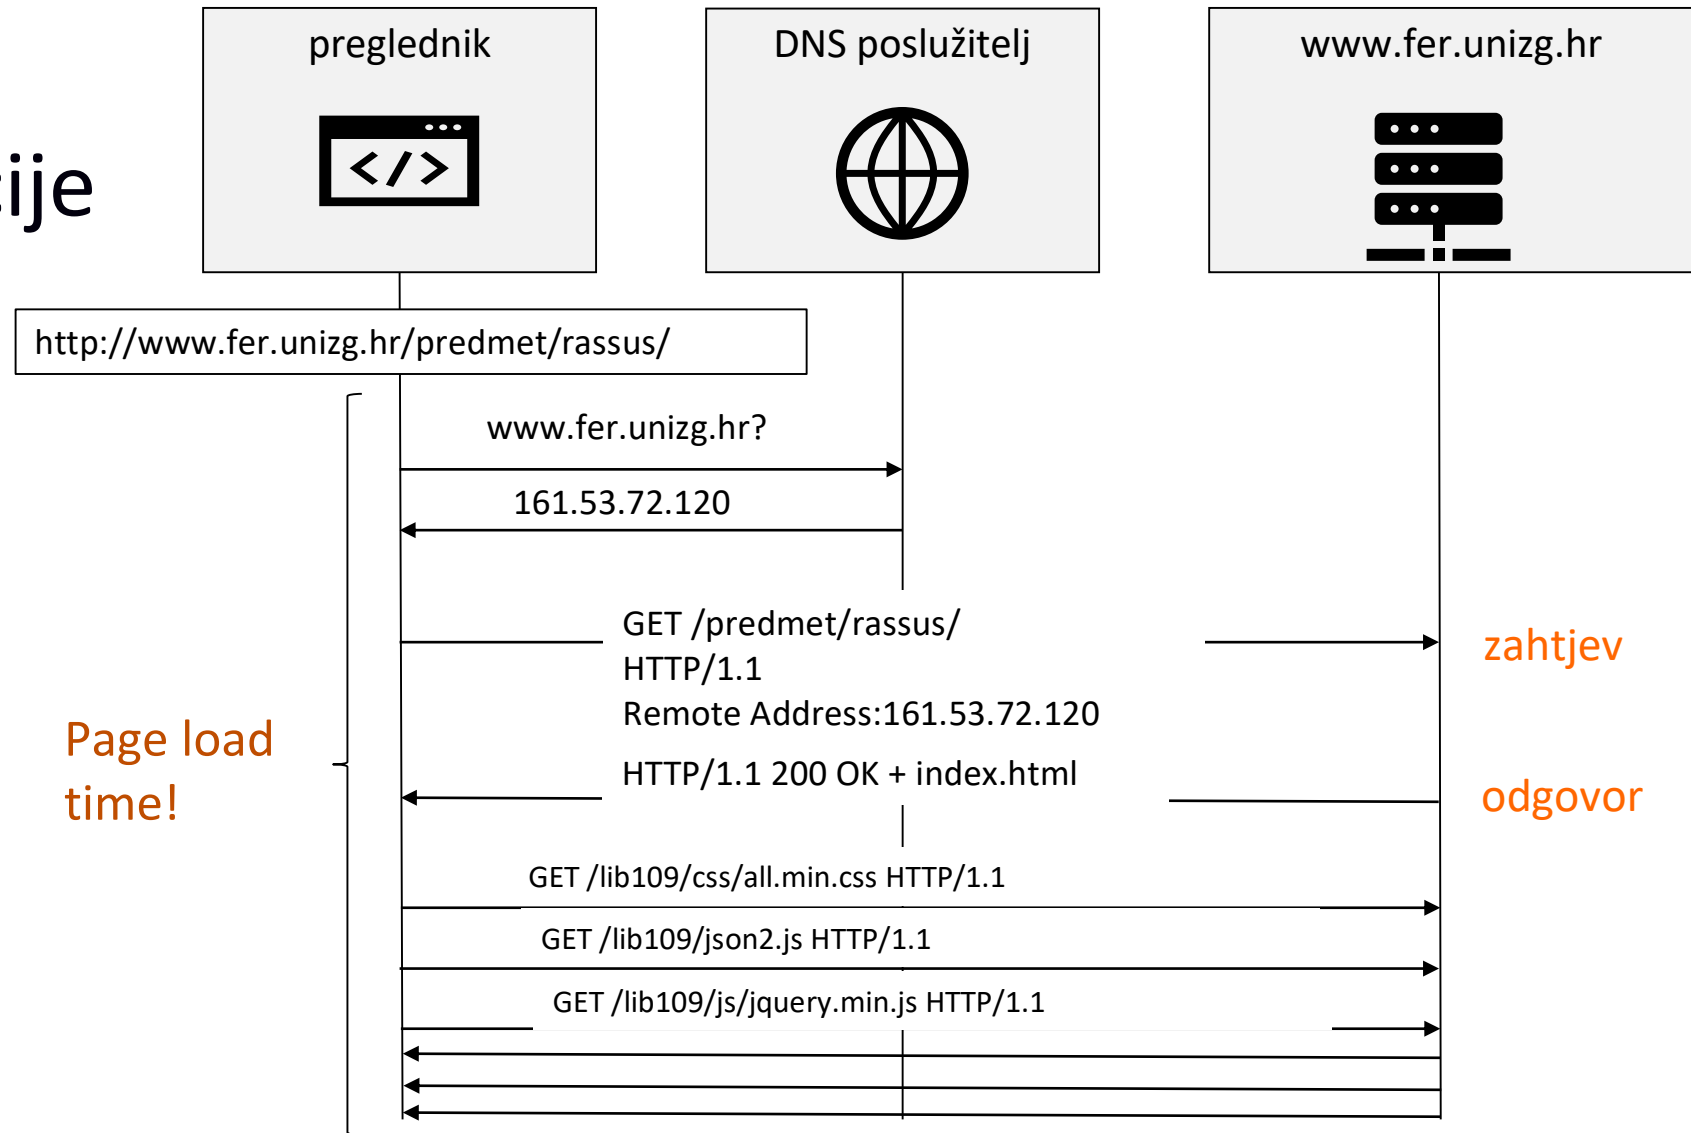 preglednik
DNS poslužitelj
www.fer.unizg.hr
</>
http://www.fer.unizg.hr/predmet/rassus/
www.fer.unizg.hr?
161.53.72.120
GET /predmet/rassus/
HTTP/1.1
Remote Address:161.53.72.120
zahtjev
Page load
time!
HTTP/1.1 200 OK + index.html
odgovor
GET /lib109/css/all.min.css HTTP/1.1
GET /lib109/json2.js HTTP/1.1
GET /lib109/js/jquery.min.js HTTP/1.1